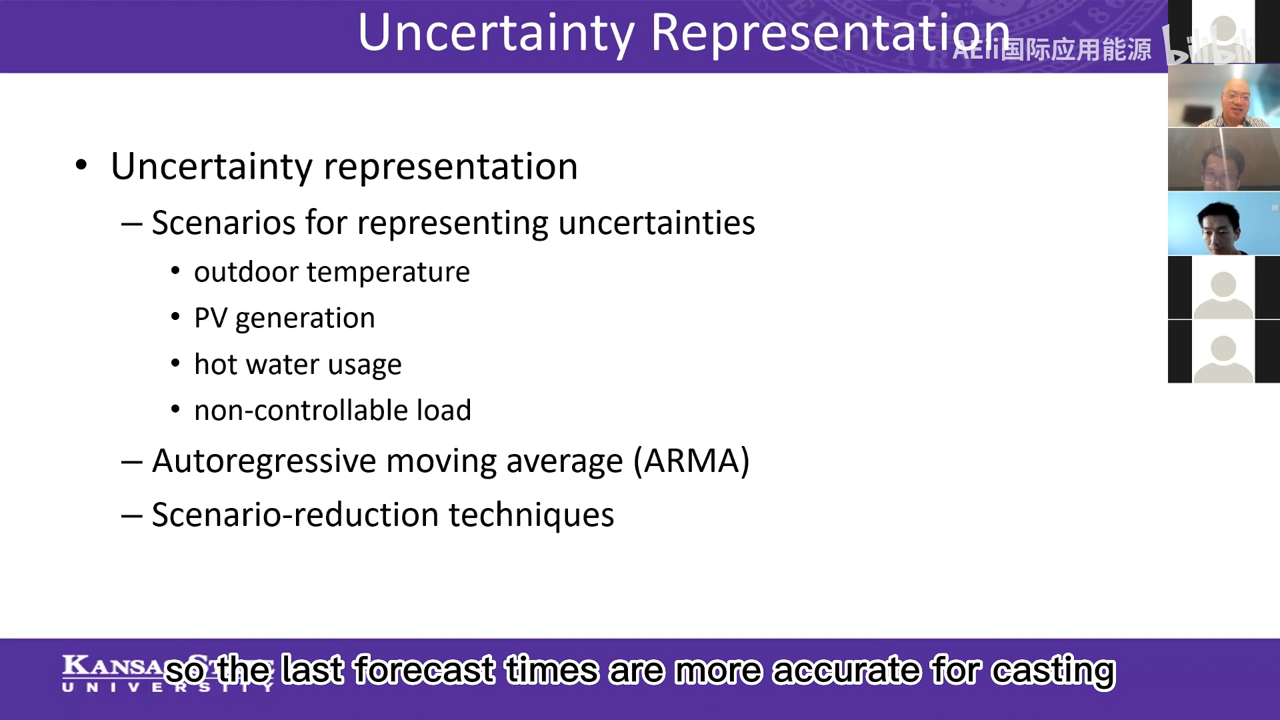 Uncertainty Representation
AEii国际应用能源 bilibili
• Uncertainty representation
– Scenarios for representing uncertainties
• outdoor temperature
• PV generation
• hot water usage
• non-controllable load
– Autoregressive moving average (ARMA)
– Scenario-reduction techniques
KANSAS STATE
UNIVERSITY
so the last forecast times are more accurate for casting